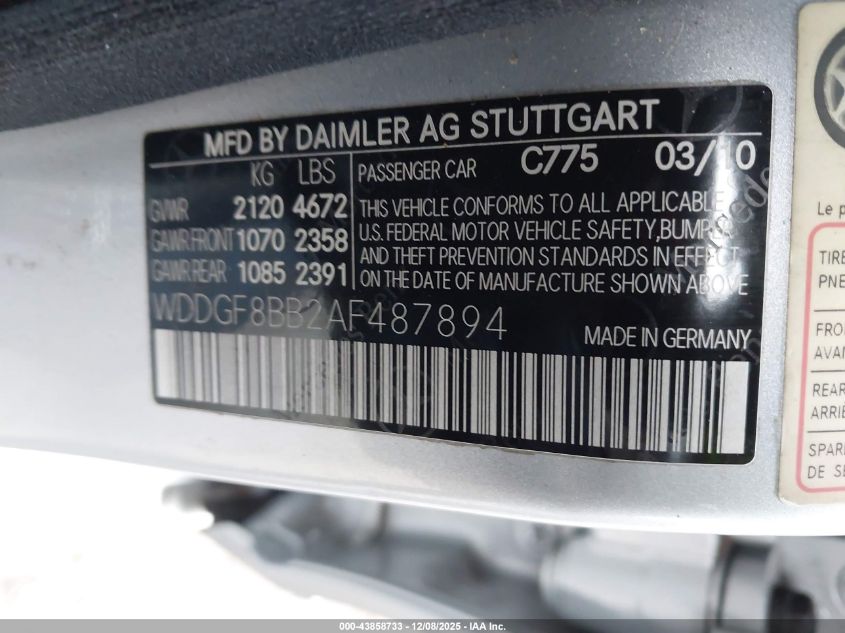 MFD BY DAIMLER AG STUTTGART
KG LBS
PASSENGER CAR C775 03/10
GVWR 2120 4672
GAWR FRONT 1070 2358
GAWR REAR 1085 2391
THIS VEHICLE CONFORMS TO ALL APPLICABLE
U.S. FEDERAL MOTOR VEHICLE SAFETY,
AND THEFT PREVENTION STANDARDS IN EFFECT
ON THE DATE OF MANUFACTURE SHOWN ABOVE
WDDGF8BB2AF487894
MADE IN GERMANY
Le p
TIRE
PNE
FRO
AVAN
REAR
ARRIE
SPAR
DE SE
000-43858733 - 12/08/2025 - IAA Inc.